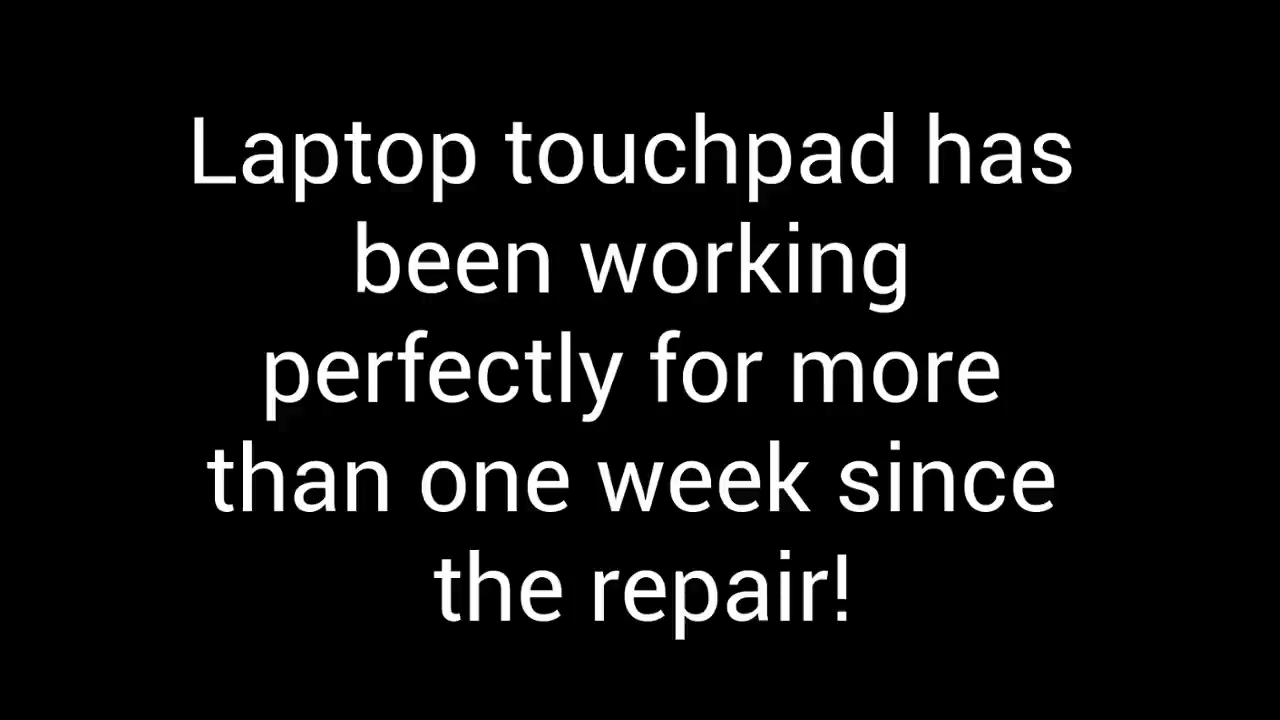 Laptop touchpad has
been working
perfectly for more
than one week since
the repair!